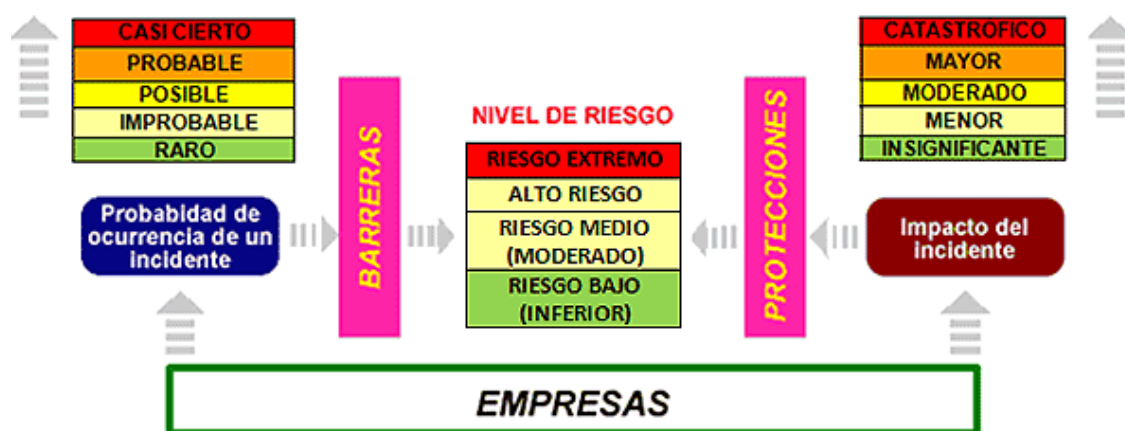 CASI CIERTO
PROBABLE
POSIBLE
IMPROBABLE
RARO
Probabidad de
ocurrencia de un
incidente
BARRERAS
NIVEL DE RIESGO
RIESGO EXTREMO
ALTO RIESGO
RIESGO MEDIO
(MODERADO)
RIESGO BAJO
(INFERIOR)
PROTECCIONES
CATASTRÓFICO
MAYOR
MODERADO
MENOR
INSIGNIFICANTE
Impacto del
incidente
EMPRESAS